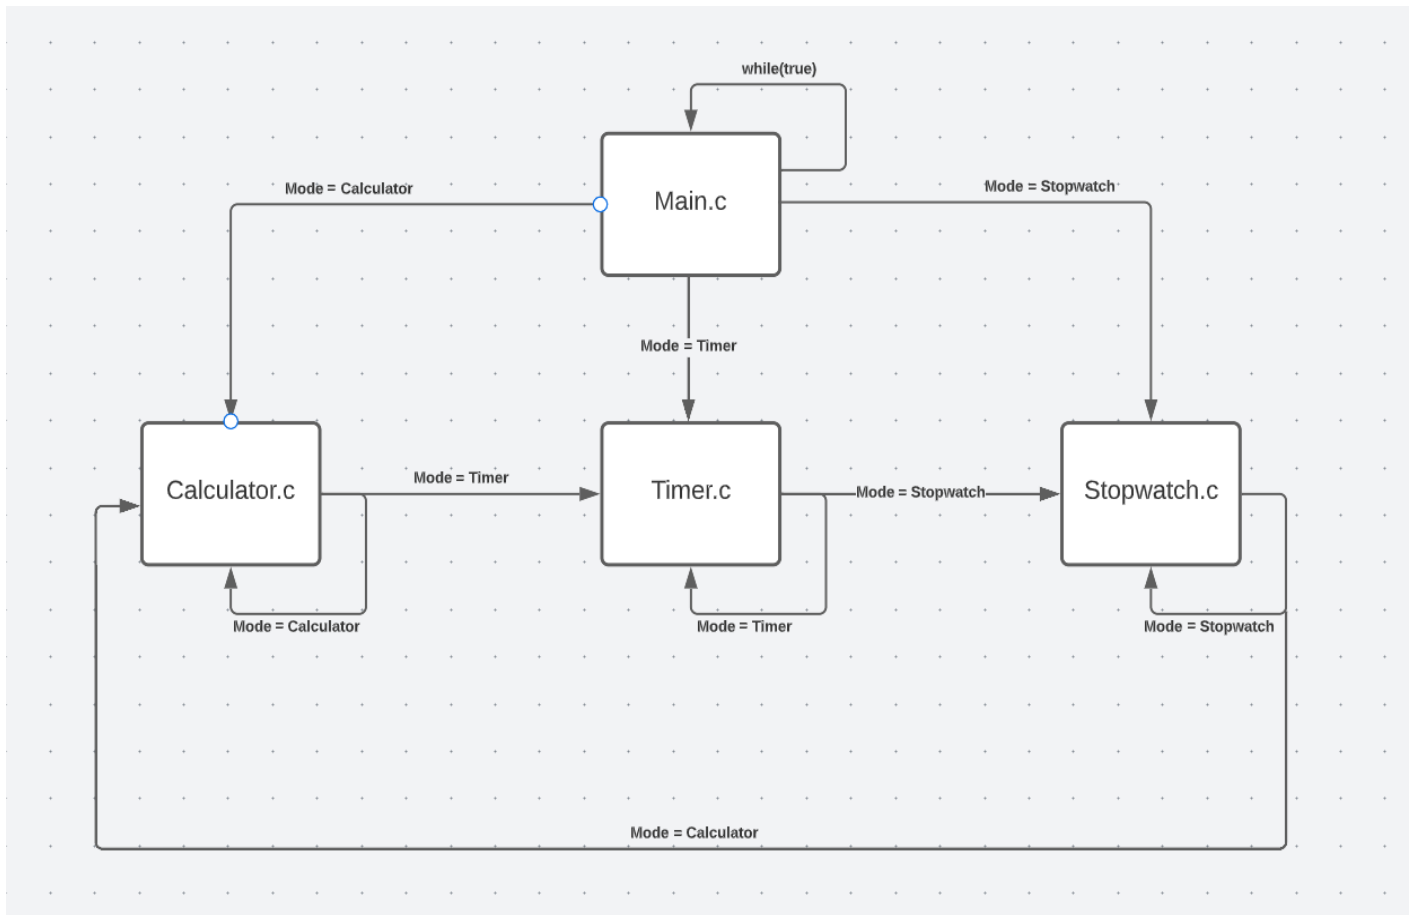 while(true)
Main.c
Mode = Calculator
Mode = Stopwatch
Mode = Timer
Calculator.c
Mode = Timer
Timer.c
Mode = Stopwatch
Stopwatch.c
Mode = Calculator
Mode = Timer
Mode = Stopwatch
Mode = Calculator